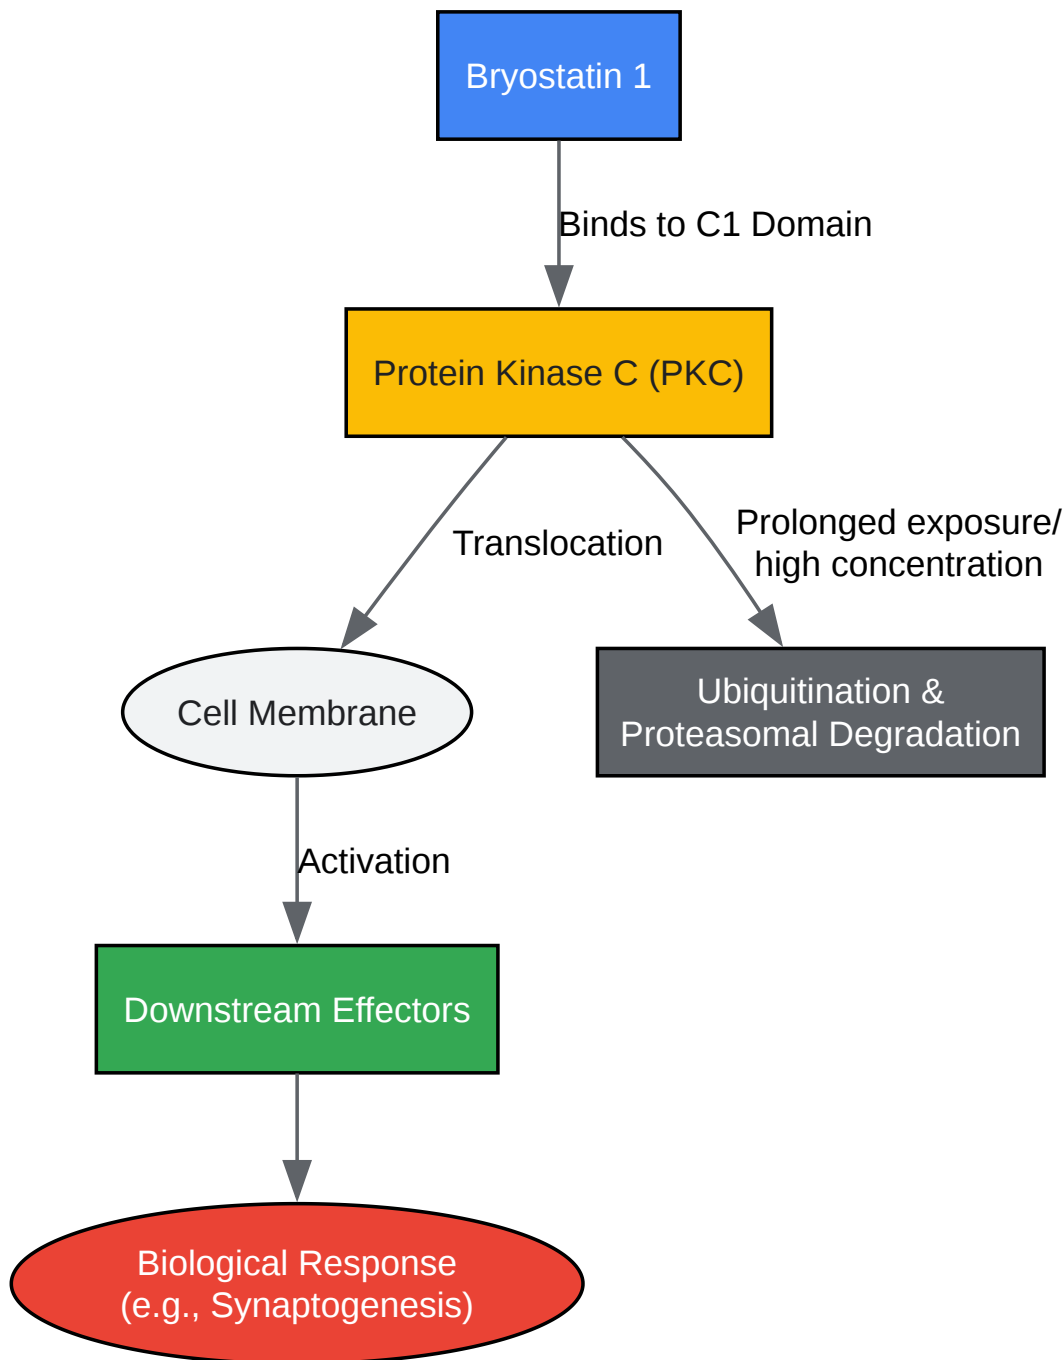 Bryostatin 1
Binds to C1 Domain
Protein Kinase C (PKC)
Translocation
Prolonged exposure/
high concentration
Cell Membrane
Ubiquitination &
Proteasomal Degradation
Activation
Downstream Effectors
Biological Response
(e.g., Synaptogenesis)